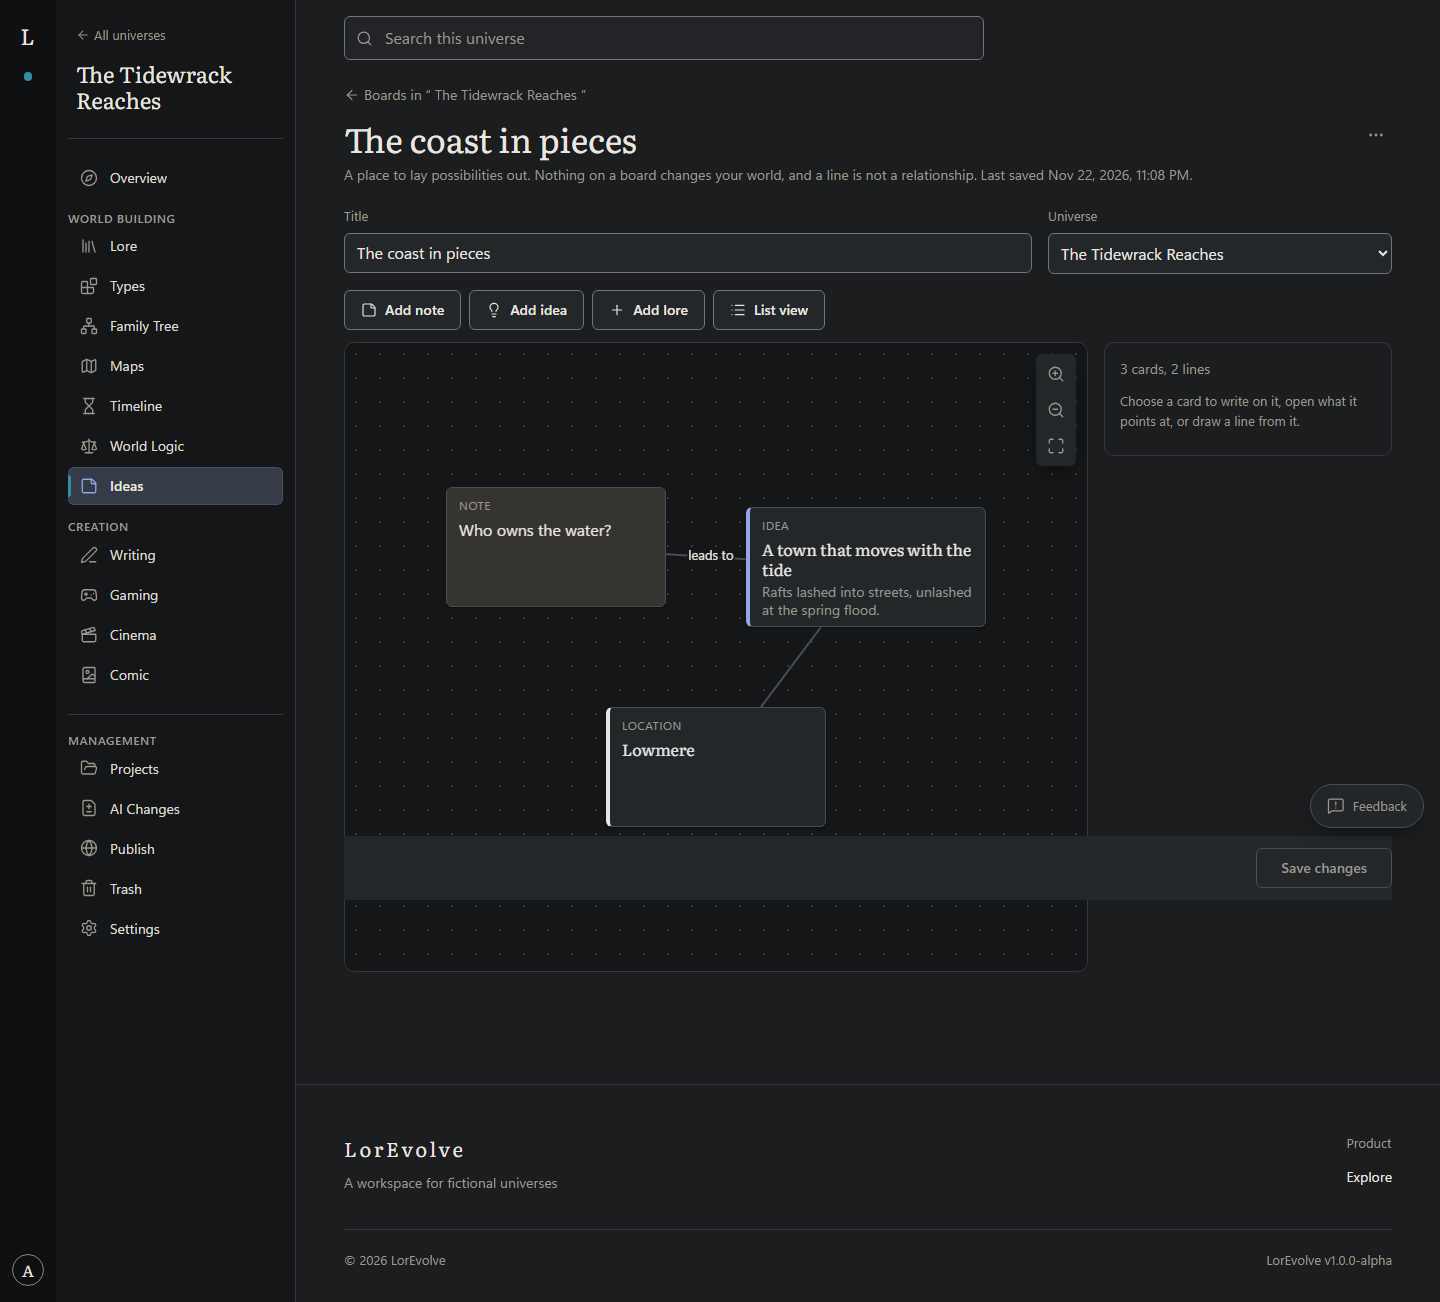 L
All universes
The Tidewrack
Reaches
Overview
WORLD BUILDING
Lore
Types
Family Tree
Maps
Timeline
World Logic
Ideas
CREATION
Writing
Gaming
Cinema
Comic
MANAGEMENT
Projects
AI Changes
Publish
Trash
Settings
A
Search this universe
Boards in “ The Tidewrack Reaches ”
The coast in pieces
A place to lay possibilities out. Nothing on a board changes your world, and a line is not a relationship. Last saved Nov 22, 2026, 11:08 PM.
Title
Universe
The coast in pieces
The Tidewrack Reaches
Add note
Add idea
Add lore
List view
3 cards, 2 lines
Choose a card to write on it, open what it
points at, or draw a line from it.
NOTE
Who owns the water?
leads to
IDEA
A town that moves with the
tide
Rafts lashed into streets, unlashed
at the spring flood.
LOCATION
Lowmere
Feedback
Save changes
LorEvolve
A workspace for fictional universes
Product
Explore
© 2026 LorEvolve
LorEvolve v1.0.0-alpha